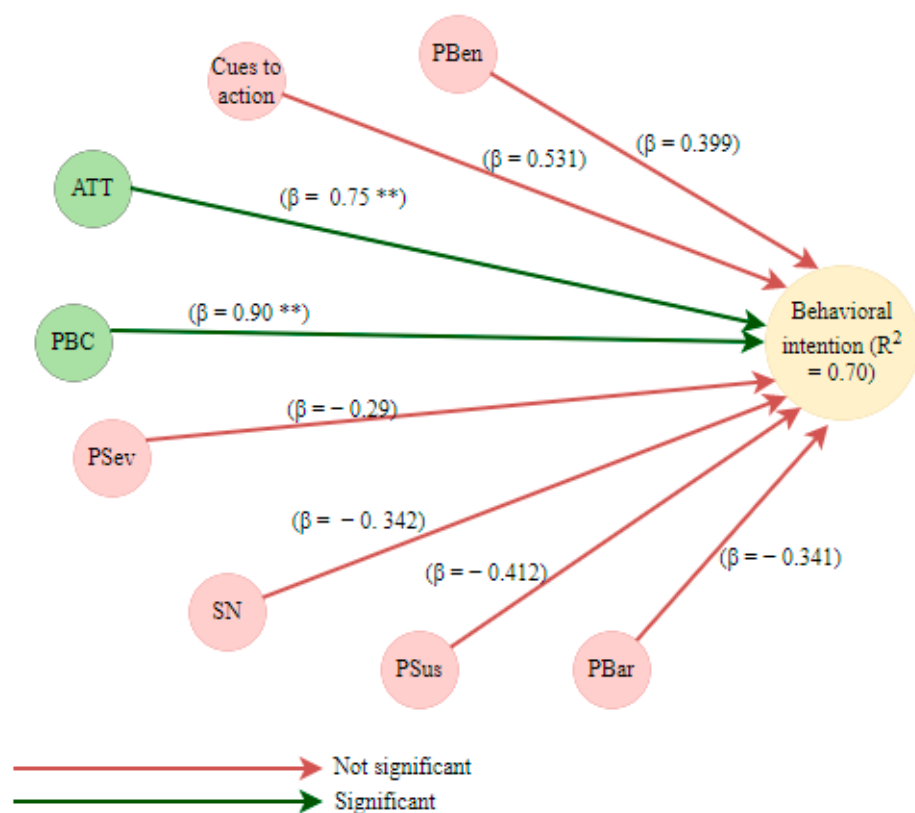 PBen
Cues to
action
(β = 0.399)
(β = 0.531)
ATT
(β =  0.75 **)
Behavioral
intention (R²
= 0.70)
(β = 0.90 **)
PBC
(β = − 0.29)
PSev
(β =  − 0. 342)
(β = − 0.412)
(β = − 0.341)
SN
PSus
PBar
Not significant
Significant